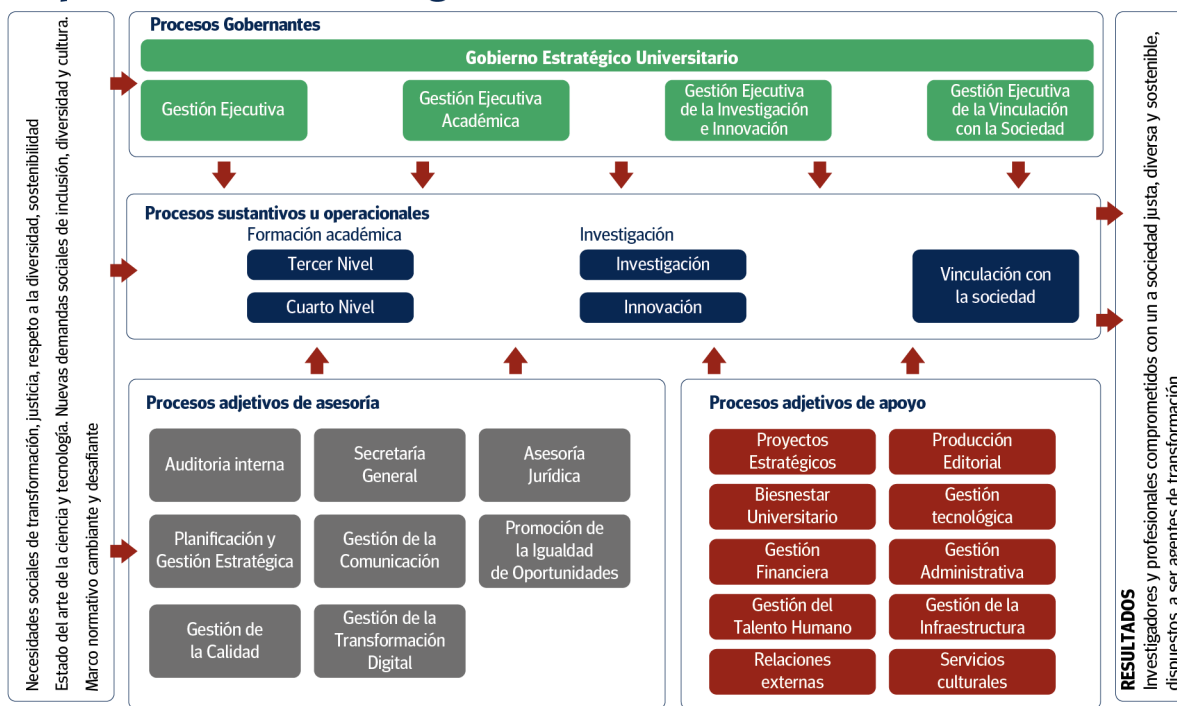 Necesidades sociales de transformación, justicia, respeto a la diversidad, sostenibilidad
Estado del arte de la ciencia y tecnología. Nuevas demandas sociales de inclusión, diversidad y cultura.
Marco normativo cambiante y desafiante
Procesos Gobernantes
Gobierno Estratégico Universitario
Gestión Ejecutiva
Gestión Ejecutiva
Académica
Gestión Ejecutiva
de la Investigación
e Innovación
Gestión Ejecutiva
de la Vinculación
con la Sociedad
Procesos sustantivos u operacionales
Formación académica
Tercer Nivel
Cuarto Nivel
Investigación
Investigación
Innovación
Vinculación con
la sociedad
Procesos adjetivos de asesoría
Auditoria interna
Secretaría
General
Asesoría
Jurídica
Planificación y
Gestión Estratégica
Gestión de la
Comunicación
Promoción de
la Igualdad
de Oportunidades
Gestión de
la Calidad
Gestión de la
Transformación
Digital
Procesos adjetivos de apoyo
Proyectos
Estratégicos
Producción
Editorial
Biesnestar
Universitario
Gestión
tecnológica
Gestión
Financiera
Gestión
Administrativa
Gestión del
Talento Humano
Gestión de la
Infraestructura
Relaciones
externas
Servicios
culturales
RESULTADOS
Investigadores y profesionales comprometidos con un a sociedad justa, diversa y sostenible,
dispuestos a ser agentes de transformación